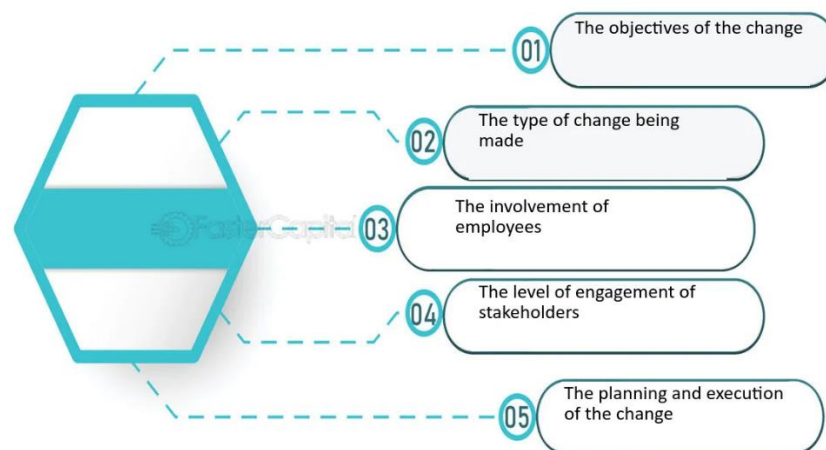 01
The objectives of the change
02
The type of change being
made
FasterCapital
03
The involvement of
employees
04
The level of engagement of
stakeholders
05
The planning and execution
of the change